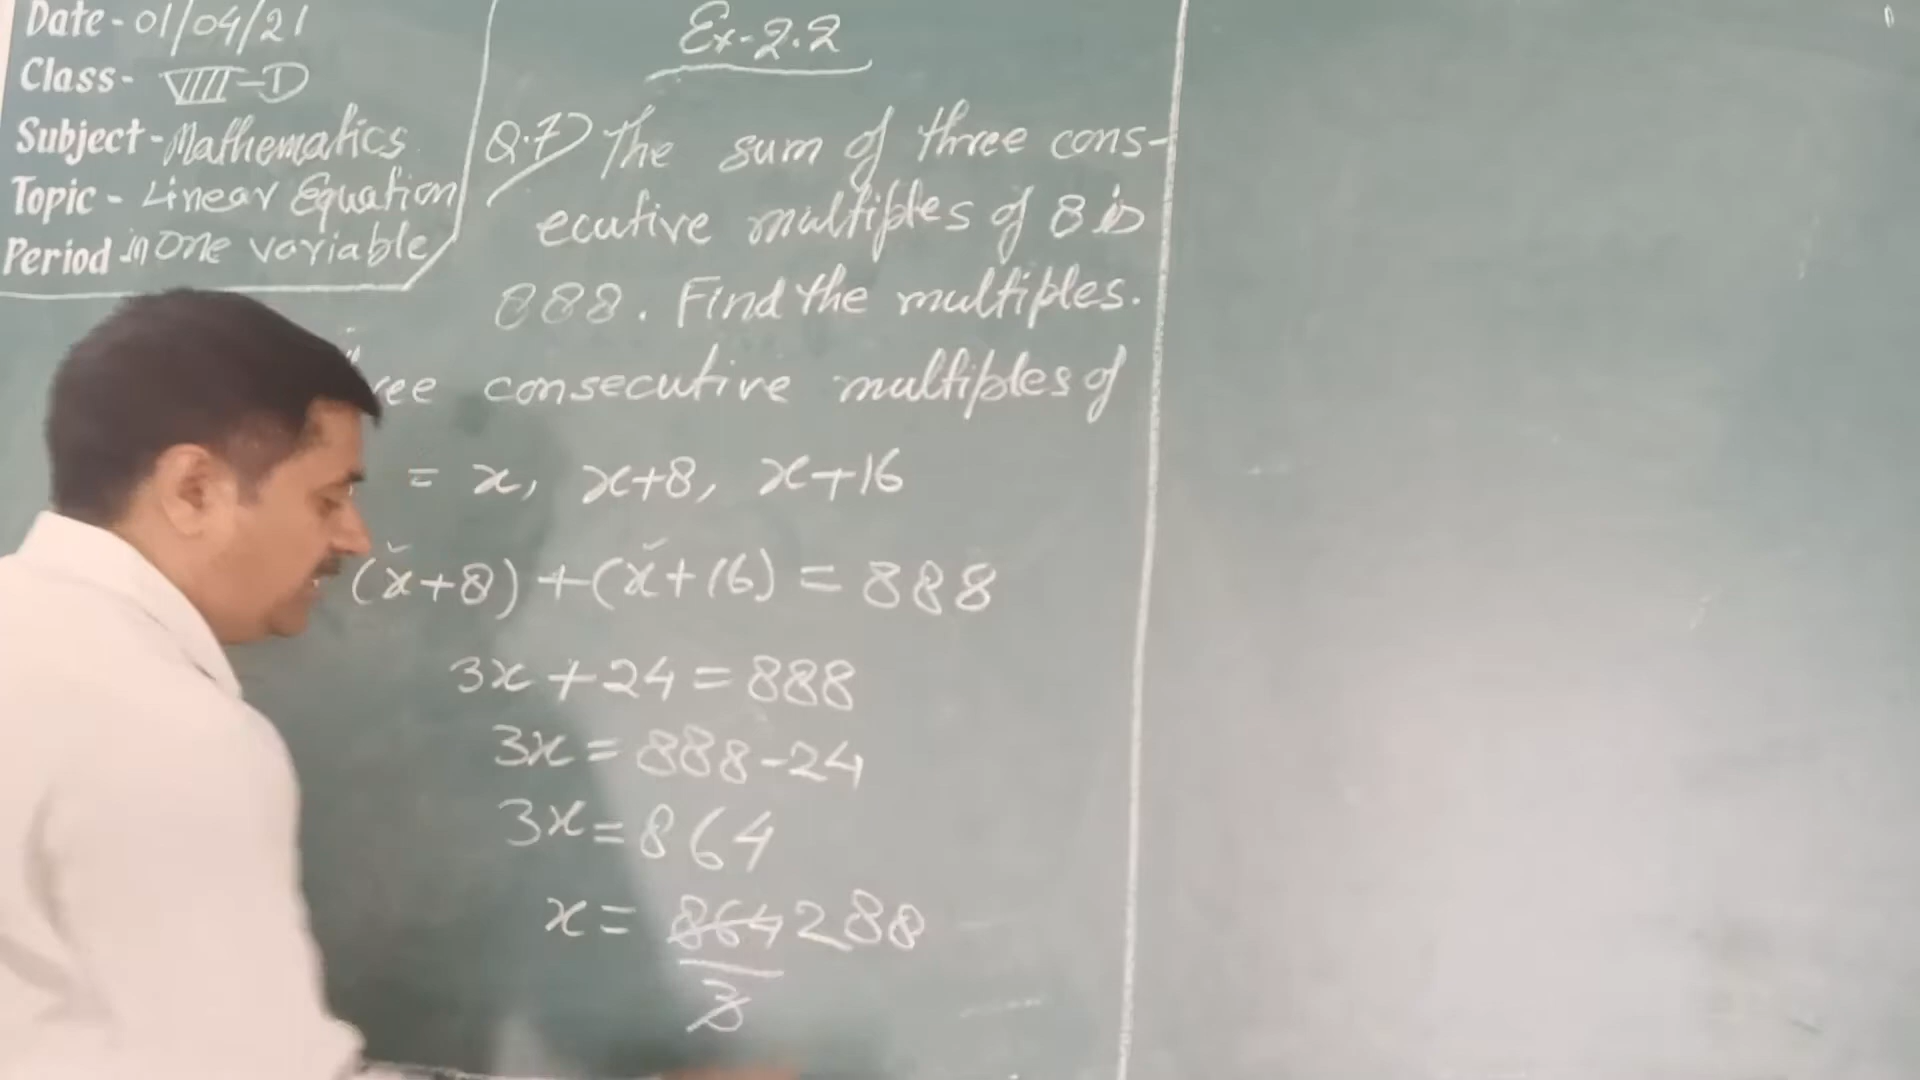 Date - 01/04/21
Class - VIII - D
Subject - Mathematics
Topic - Linear Equation
Period in One variable
Ex-2.2
Q.7) The sum of three cons-
ecutive multiples of 8 is
888. Find the multiples.
ree consecutive multiples of
= x, x+8, x+16
(x+8) + (x+16) = 888
3x + 24 = 888
3x = 888 - 24
3x = 864
x = 864 288
3